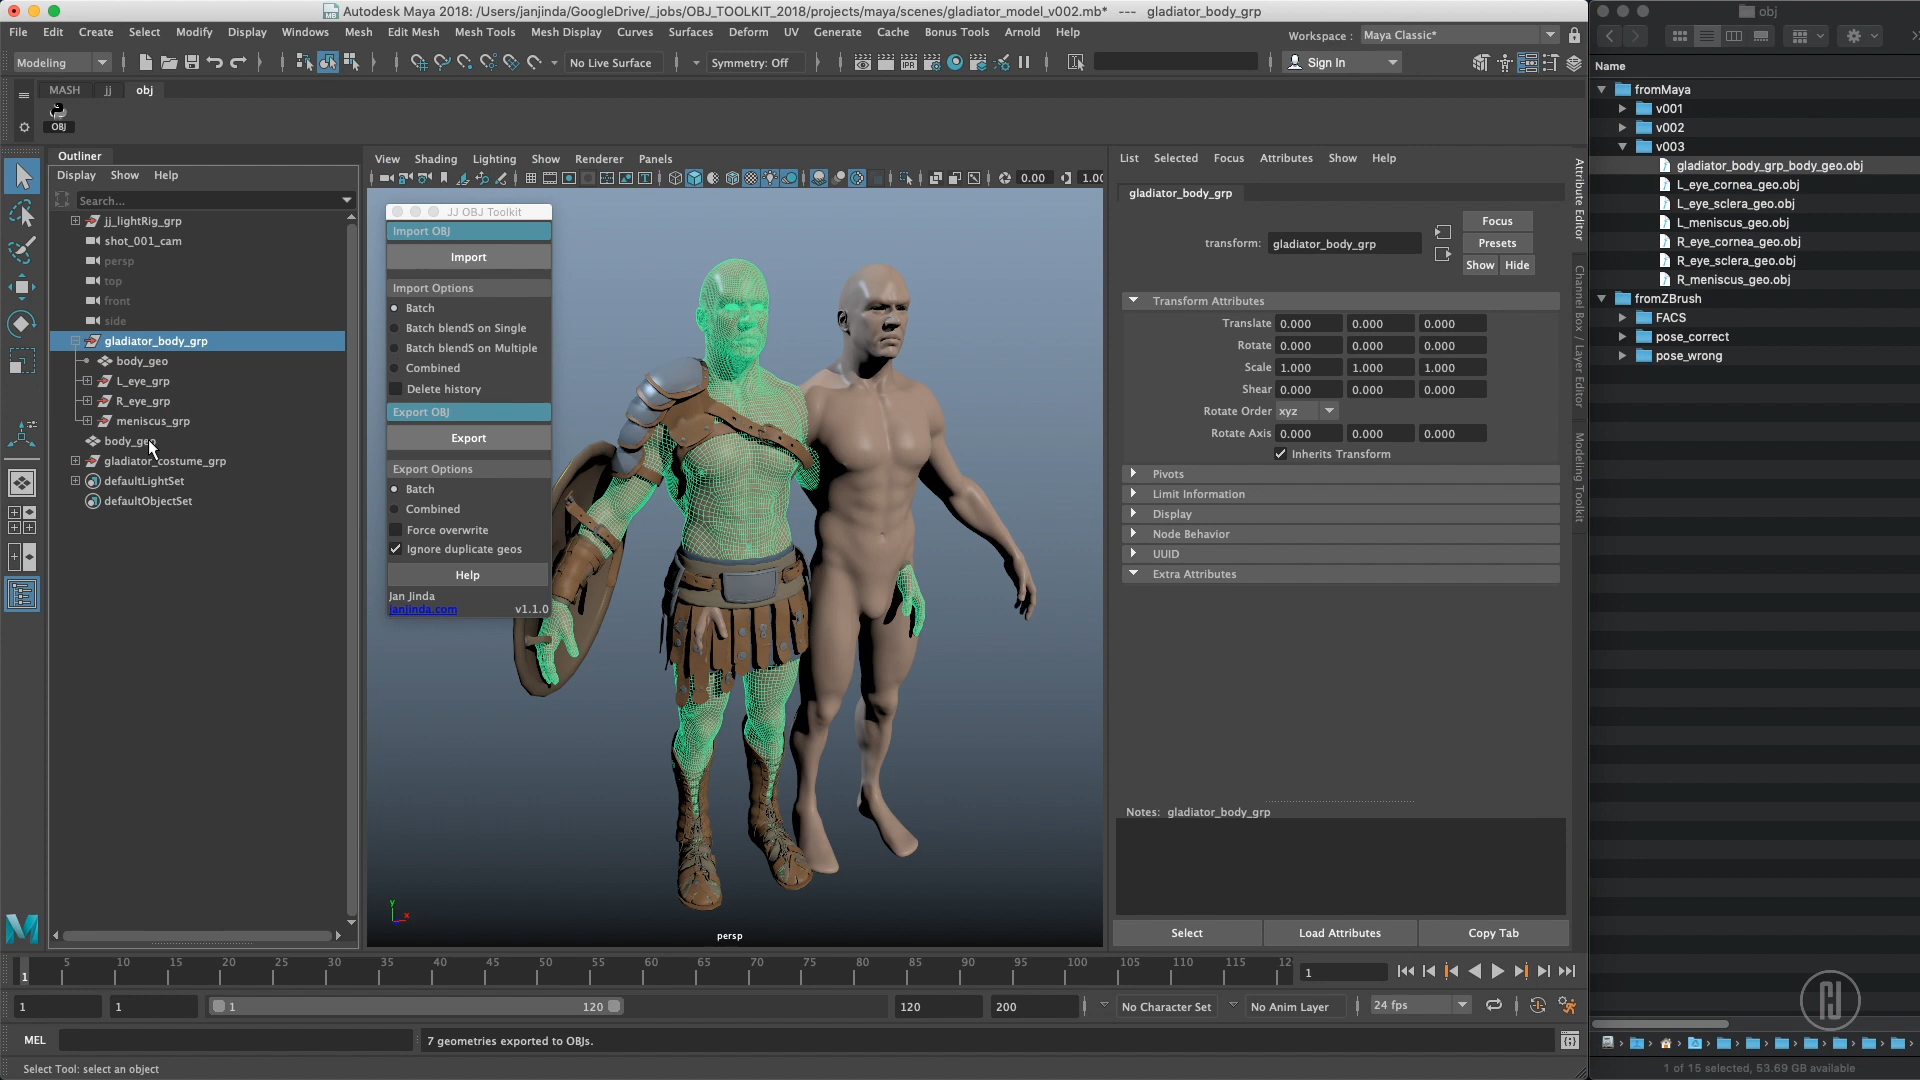 Autodesk Maya 2018: /Users/janjinda/GoogleDrive/_jobs/OBJ_TOOLKIT_2018/projects/maya/scenes/gladiator_model_v002.mb* --- gladiator_body_grp
File Edit Create Select Modify Display Windows Mesh Edit Mesh Mesh Tools Mesh Display Curves Surfaces Deform UV Generate Cache Bonus Tools Arnold Help
Workspace : Maya Classic*
Modeling No Live Surface Symmetry: Off Sign In
MASH jj obj
OBJ
Outliner
Display Show Help
Search...
jj_lightRig_grp
shot_001_cam
persp
top
front
side
gladiator_body_grp
body_geo
L_eye_grp
R_eye_grp
meniscus_grp
gladiator_costume_grp
defaultLightSet
defaultObjectSet
View Shading Lighting Show Renderer Panels
0.00
JJ OBJ Toolkit
Import OBJ
Import
Import Options
Batch
Batch blendS on Single
Batch blendS on Multiple
Combined
Delete history
Export OBJ
Export
Export Options
Batch
Combined
Force overwrite
Ignore duplicate geos
Help
Jan Jinda
janjinda.com v1.1.0
y
x
persp
List Selected Focus Attributes Show Help
gladiator_body_grp
transform: gladiator_body_grp
Focus
Presets
Show Hide
Transform Attributes
Translate 0.000 0.000 0.000
Rotate 0.000 0.000 0.000
Scale 1.000 1.000 1.000
Shear 0.000 0.000 0.000
Rotate Order xyz
Rotate Axis 0.000 0.000 0.000
Inherits Transform
Pivots
Limit Information
Display
Node Behavior
UUID
Extra Attributes
Notes: gladiator_body_grp
Select Load Attributes Copy Tab
Attribute Editor
Channel Box / Layer Editor
Modeling Toolkit
1 5 10 15 20 25 30 35 40 45 50 55 60 65 70 75 80 85 90 95 100 105 110 115 12
1
1 1 1 120 120 200 No Character Set No Anim Layer 24 fps
MEL 7 geometries exported to OBJs.
Select Tool: select an object
obj
Name
fromMaya
v001
v002
v003
gladiator_body_grp_body_geo.obj
L_eye_cornea_geo.obj
L_eye_sclera_geo.obj
L_meniscus_geo.obj
R_eye_cornea_geo.obj
R_eye_sclera_geo.obj
R_meniscus_geo.obj
fromZBrush
FACS
pose_correct
pose_wrong
1 of 15 selected, 53.69 GB available